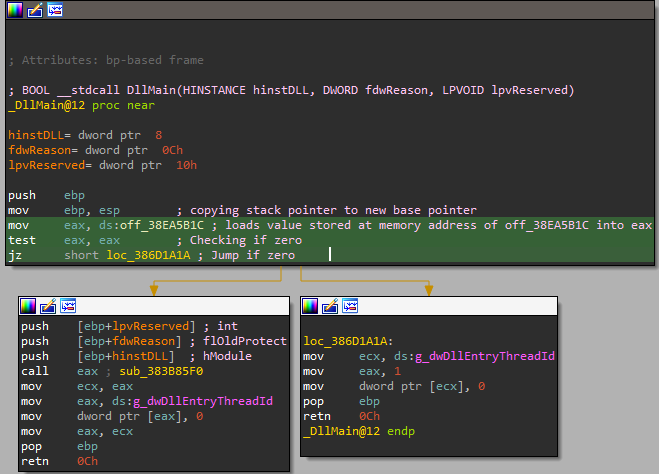 ; Attributes: bp-based frame
; BOOL __stdcall DllMain(HINSTANCE hinstDLL, DWORD fdwReason, LPVOID lpvReserved)
_DllMain@12 proc near
hinstDLL= dword ptr  8
fdwReason= dword ptr  0Ch
lpvReserved= dword ptr  10h
push    ebp
mov     ebp, esp        ; copying stack pointer to new base pointer
mov     eax, ds:off_38EA5B1C ; loads value stored at memory address of off_38EA5B1C into eax
test    eax, eax        ; Checking if zero
jz      short loc_386D1A1A ; Jump if zero
push    [ebp+lpvReserved] ; int
push    [ebp+fdwReason] ; flOldProtect
push    [ebp+hinstDLL]  ; hModule
call    eax ; sub_383B85F0
mov     ecx, eax
mov     eax, ds:g_dwDllEntryThreadId
mov     dword ptr [eax], 0
mov     eax, ecx
pop     ebp
retn    0Ch
loc_386D1A1A:
mov     ecx, ds:g_dwDllEntryThreadId
mov     eax, 1
mov     dword ptr [ecx], 0
pop     ebp
retn    0Ch
_DllMain@12 endp